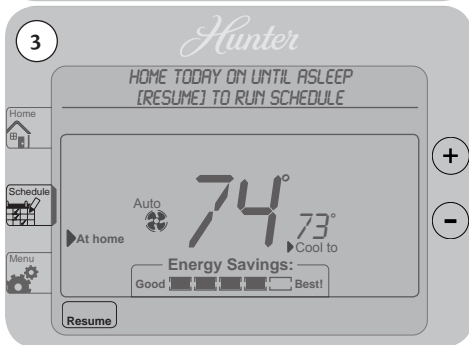 3
Hunter
HOME TODAY ON UNTIL ASLEEP
[RESUME] TO RUN SCHEDULE
Home
+
Schedule
Auto
74°
73°
-
At home
Cool to
Menu
Energy Savings:
Good Best!
Resume